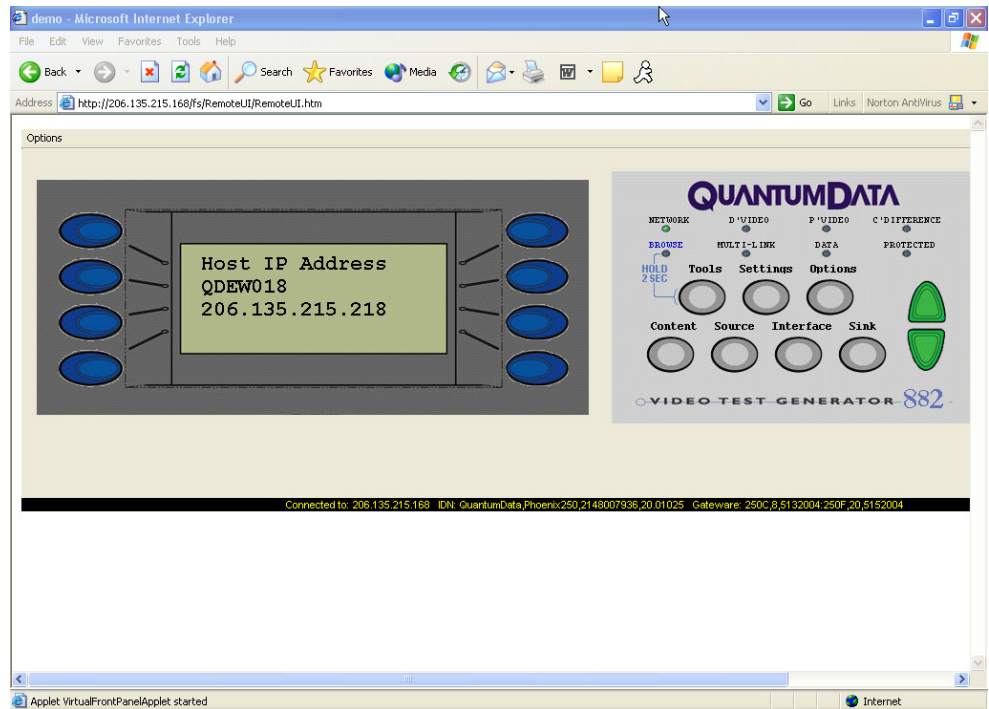 demo - Microsoft Internet Explorer
File Edit View Favorites Tools Help
Back Search Favorites Media
Address http://206.135.215.168/fs/RemoteUI/RemoteUI.htm Go Links Norton AntiVirus
Options
Host IP Address
QDEW018
206.135.215.218
QUANTUMDATA
NETWORK D'VIDEO P'VIDEO C'DIFFERENCE
BROWSE MULTI-LINK DATA PROTECTED
HOLD
2 SEC
Tools Settings Options
Content Source Interface Sink
VIDEO TEST GENERATOR 882
Connected to: 206.135.215.168 IDN: QuantumData,Phoenix250,2148007936,20.01025 Gateware: 250C,8,5132004:250F,20,5152004
Applet VirtualFrontPanelApplet started Internet